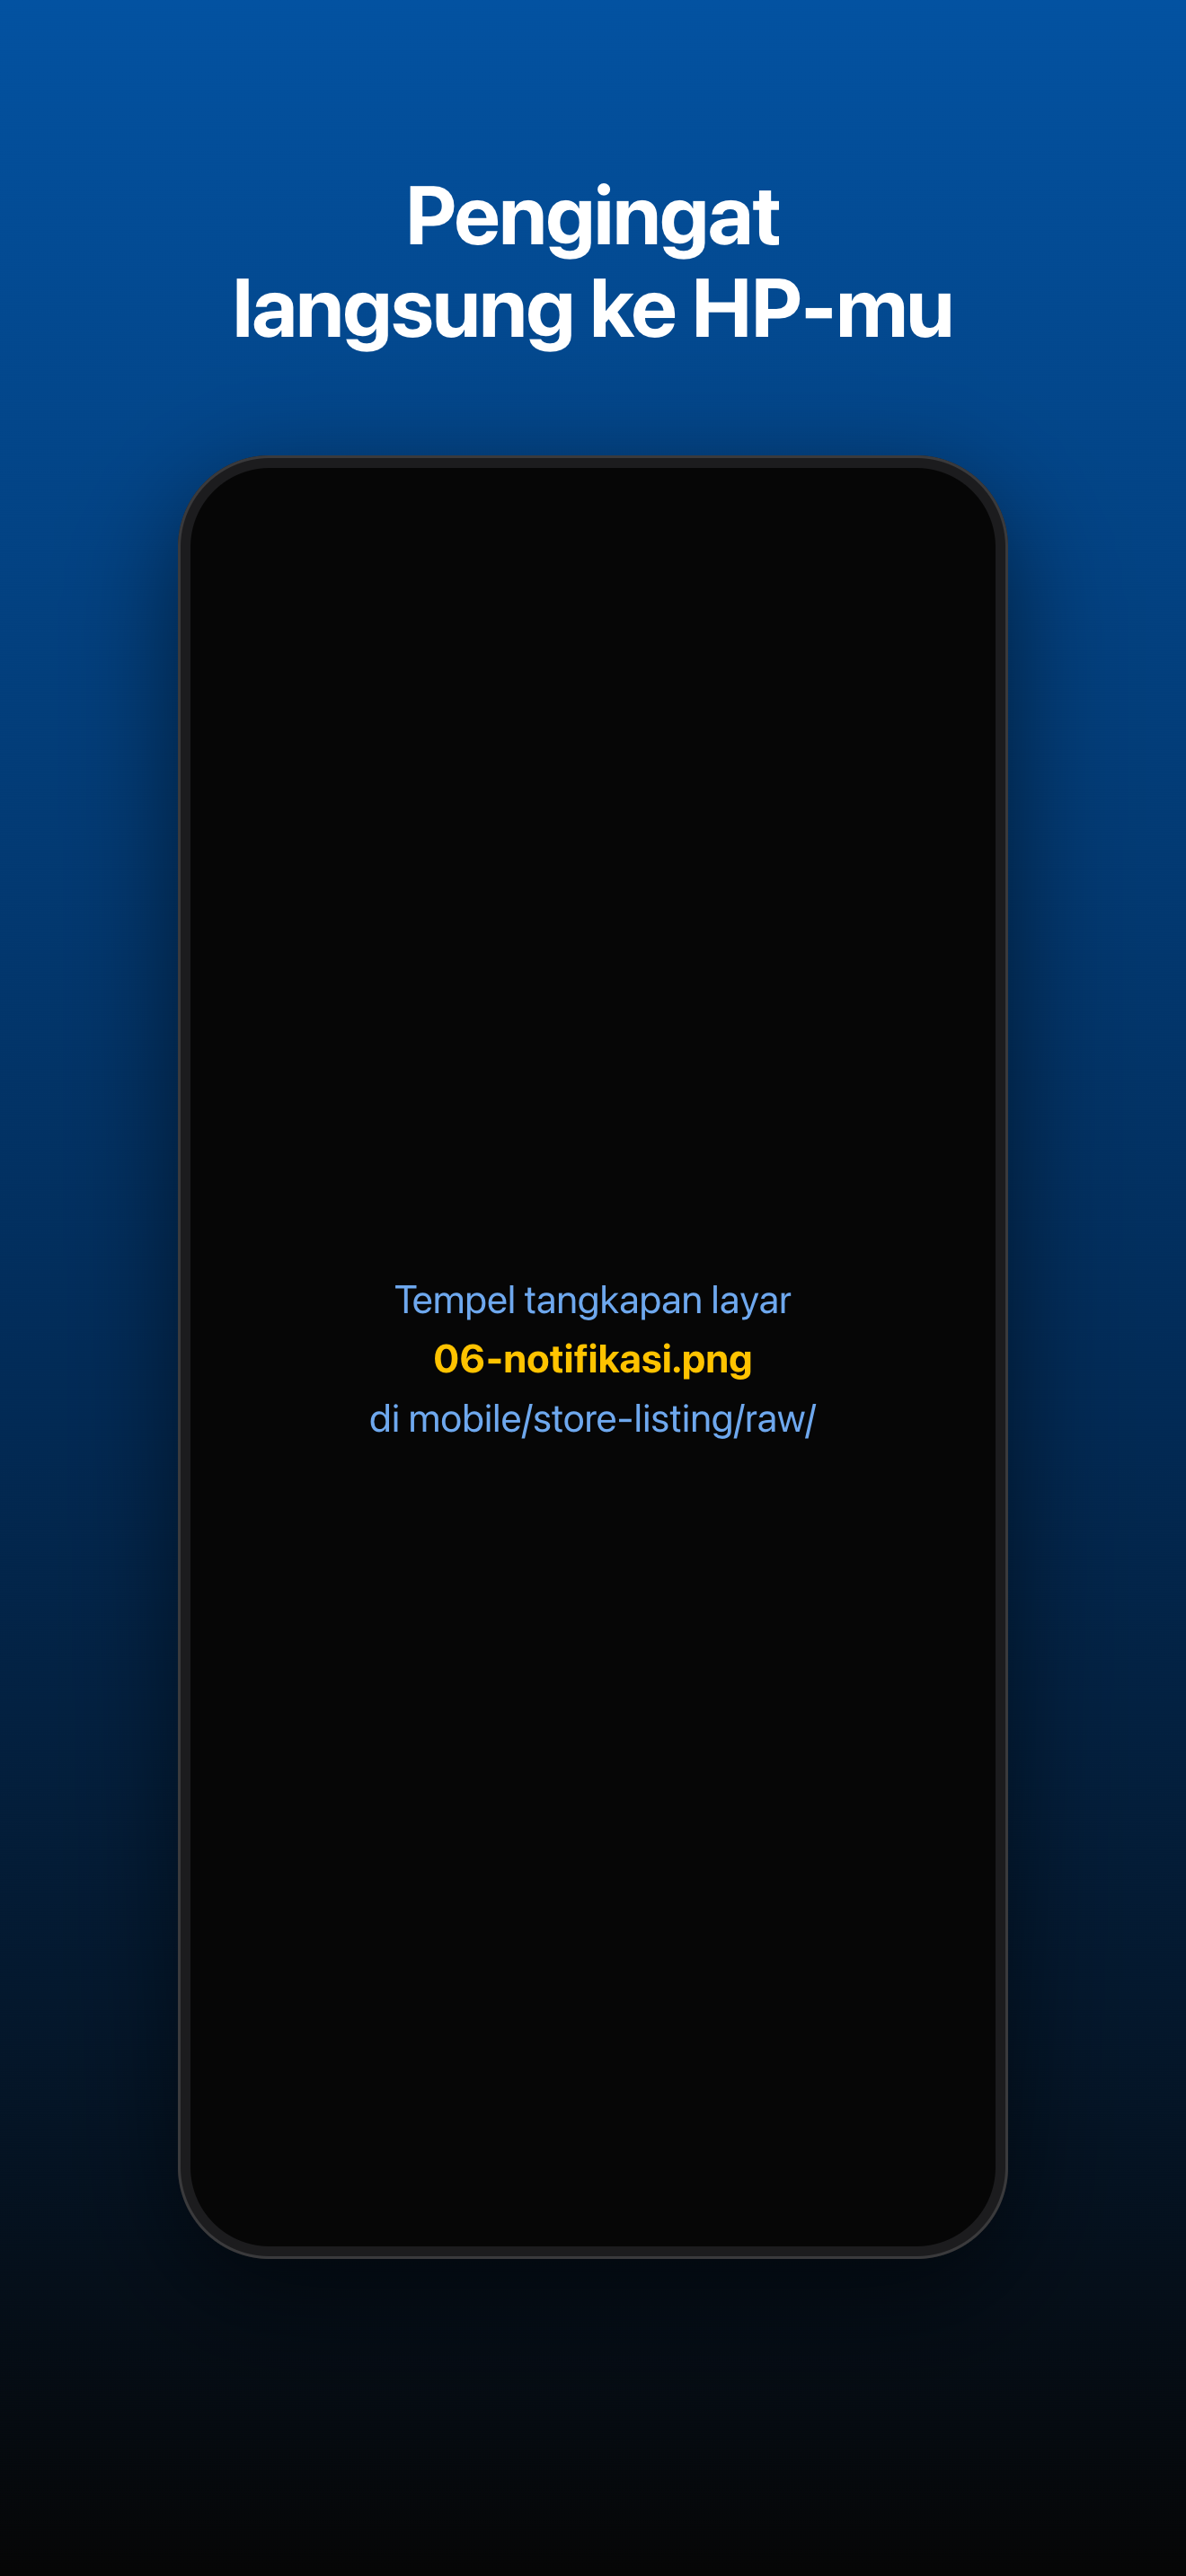 Pengingat
langsung ke HP-mu
Tempel tangkapan layar
06-notifikasi.png
di mobile/store-listing/raw/